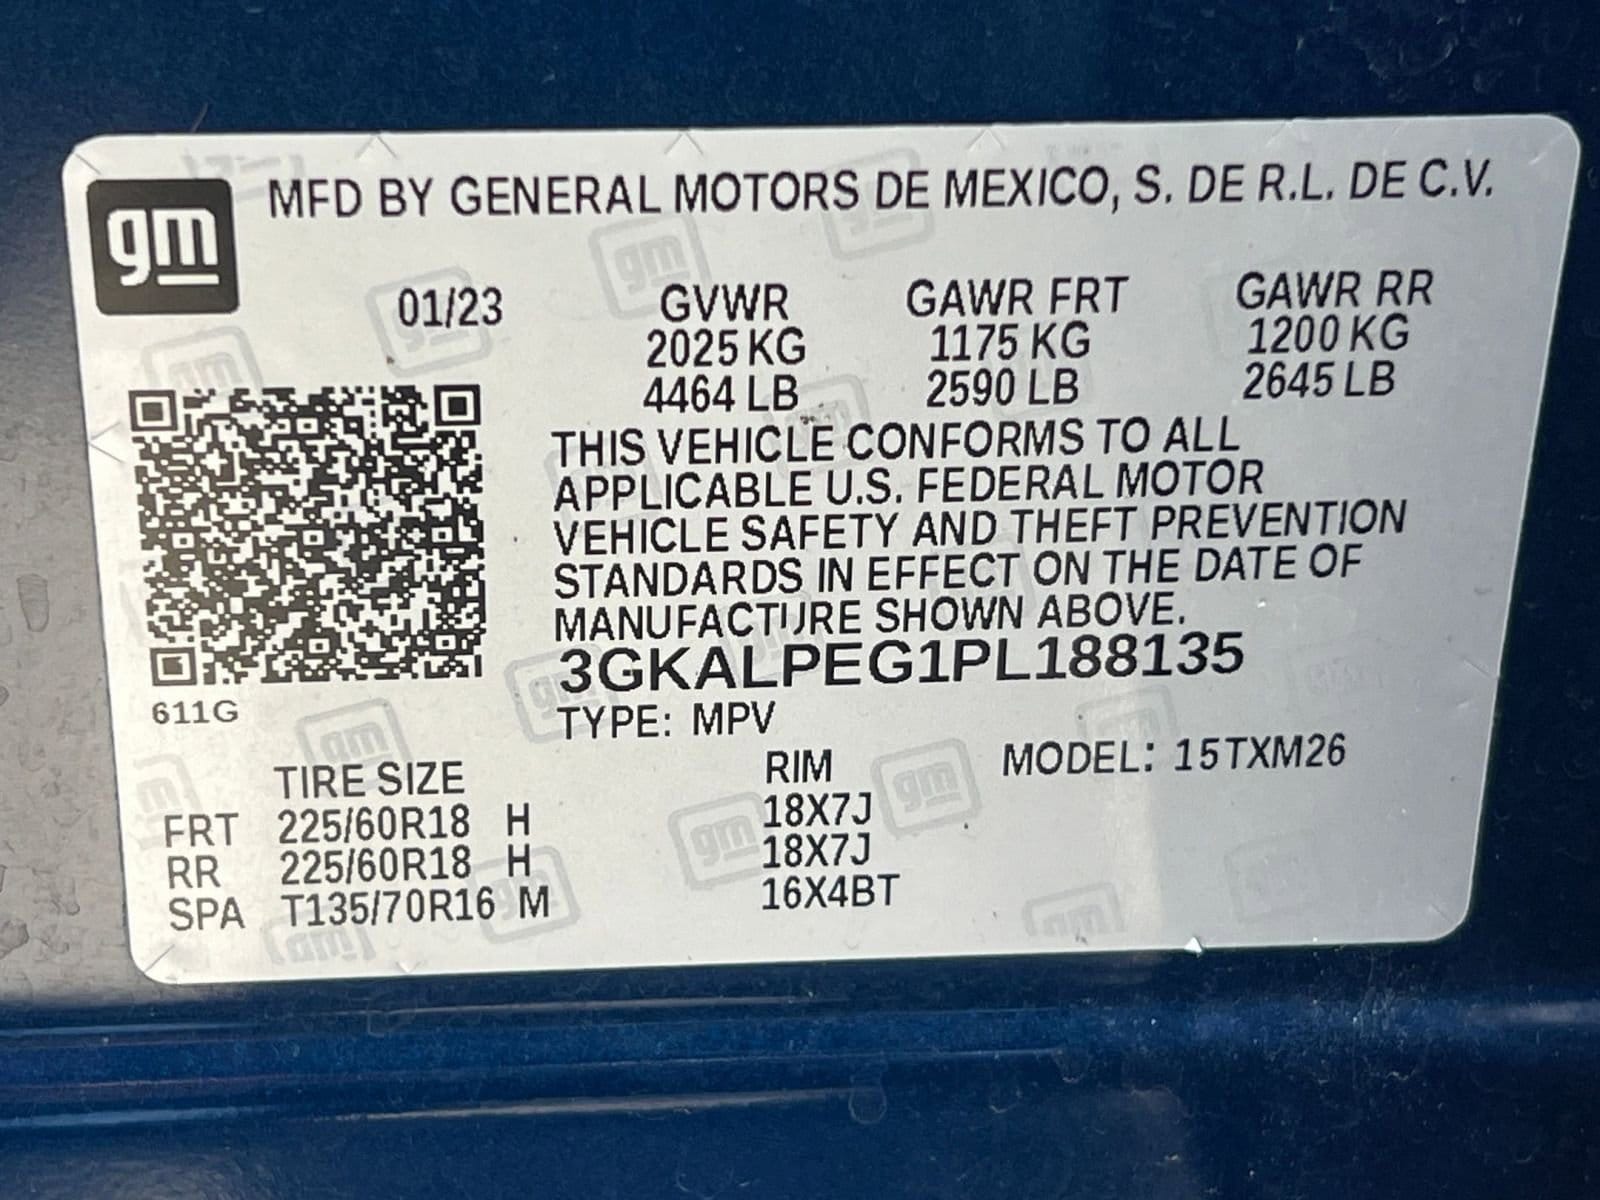 gm
MFD BY GENERAL MOTORS DE MEXICO, S. DE R.L. DE C.V.
01/23 GVWR GAWR FRT GAWR RR
2025 KG 1175 KG 1200 KG
4464 LB 2590 LB 2645 LB
THIS VEHICLE CONFORMS TO ALL
APPLICABLE U.S. FEDERAL MOTOR
VEHICLE SAFETY AND THEFT PREVENTION
STANDARDS IN EFFECT ON THE DATE OF
MANUFACTURE SHOWN ABOVE.
3GKALPEG1PL188135
611G
TYPE: MPV
MODEL: 15TXM26
TIRE SIZE RIM
FRT 225/60R18 H 18X7J
RR 225/60R18 H 18X7J
SPA T135/70R16 M 16X4BT